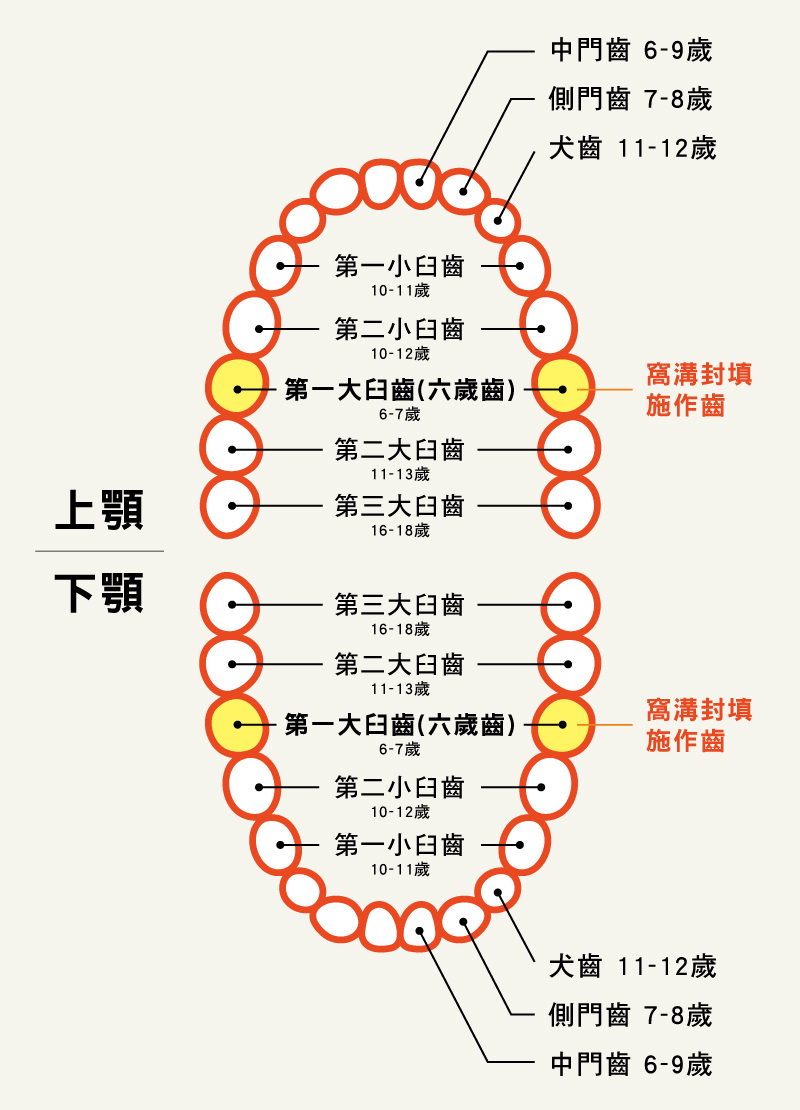 中門齒 6-9歲
側門齒 7-8歲
犬齒 11-12歲
第一小臼齒
10-11歲
第二小臼齒
10-12歲
第一大臼齒(六歲齒)
6-7歲
窩溝封填
施作齒
第二大臼齒
11-13歲
第三大臼齒
16-18歲
上顎
下顎
第三大臼齒
16-18歲
第二大臼齒
11-13歲
第一大臼齒(六歲齒)
6-7歲
窩溝封填
施作齒
第二小臼齒
10-12歲
第一小臼齒
10-11歲
犬齒 11-12歲
側門齒 7-8歲
中門齒 6-9歲